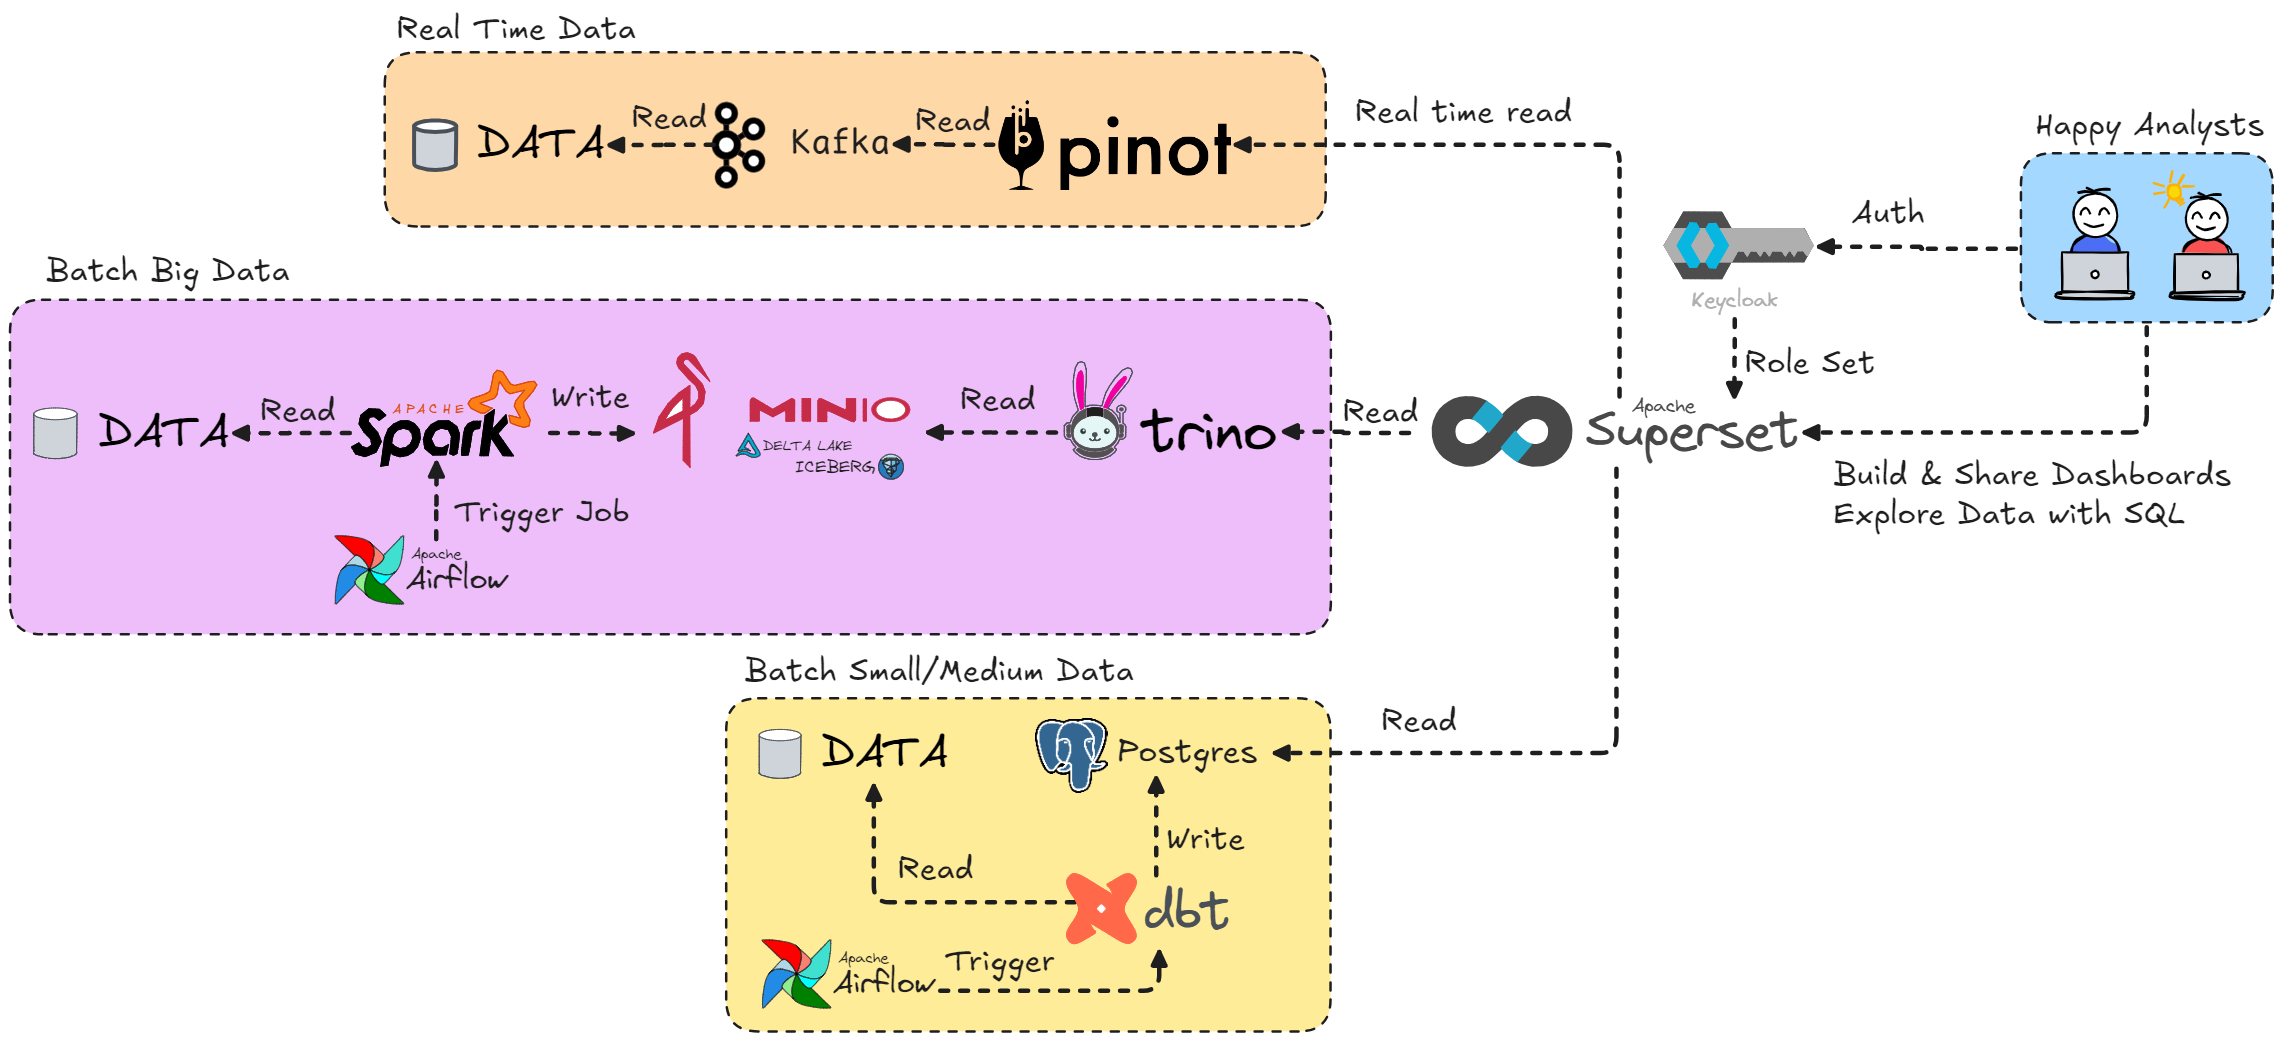 Real Time Data
DATA
Read
Kafka
Read
pinot
Real time read
Happy Analysts
Auth
Keycloak
Role Set
Batch Big Data
DATA
Read
APACHE
Spark
Write
MINIO
DELTA LAKE
ICEBERG
Read
trino
Read
Apache
Superset
Build & Share Dashboards
Explore Data with SQL
Trigger Job
Apache
Airflow
Batch Small/Medium Data
DATA
Postgres
Read
Write
Read
dbt
Apache
Airflow
Trigger